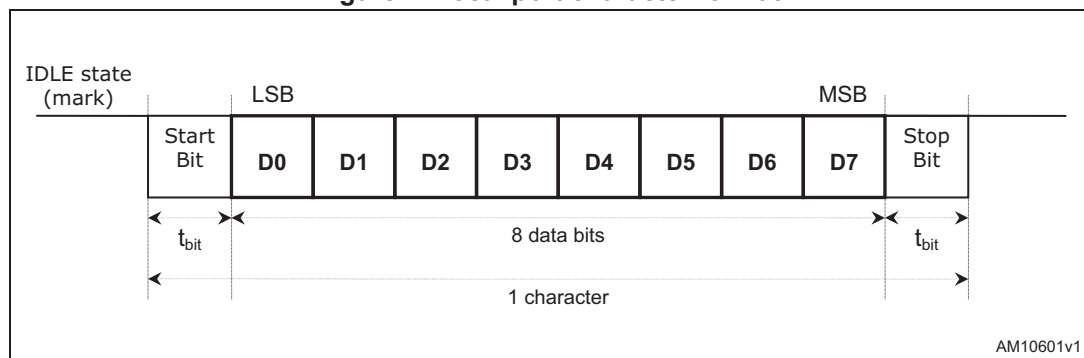 IDLE state
(mark)
LSB
MSB
Start
Bit
D0
D1
D2
D3
D4
D5
D6
D7
Stop
Bit
tbit
8 data bits
tbit
1 character
AM10601v1